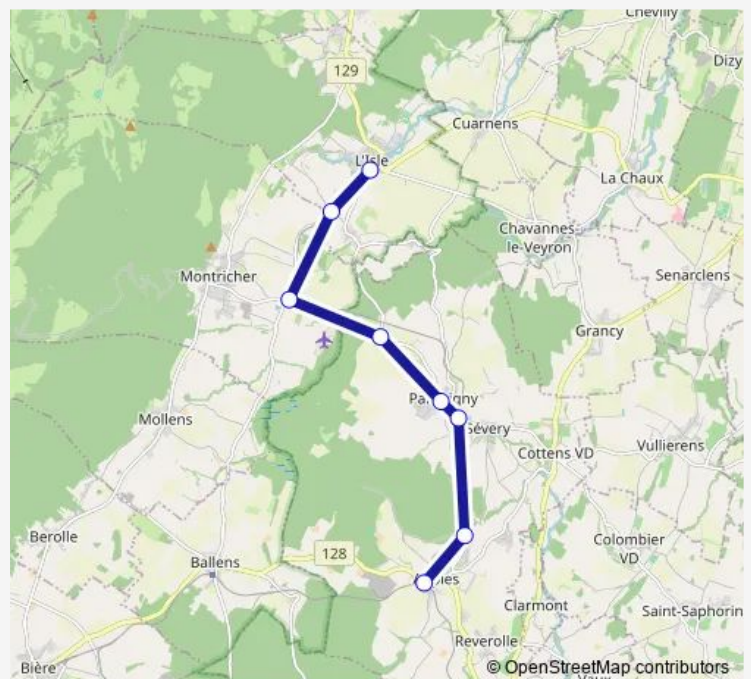 Chevilly
129
Dizy
Cuarnens
L'Isle
La Chaux
Chavannes-
le-Veyron
Montricher
Senarclens
Grancy
Mollens
Sévery
Cottens VD
Vullierens
Berolle
128
Ballens
Colombier
VD
Clarmont
Saint-Saphorin
Reverolle
Bière
© OpenStreetMap contributors